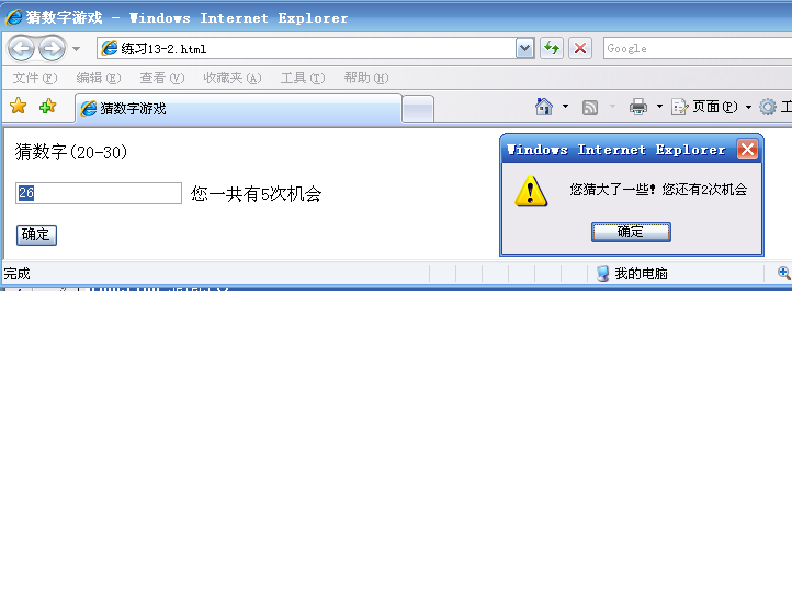 猜数字游戏 - Windows Internet Explorer
练习13-2.html
Google
文件(F) 编辑(E) 查看(V) 收藏夹(A) 工具(T) 帮助(H)
猜数字游戏
页面(P)
工
猜数字(20-30)
26 您一共有5次机会
确定
Windows Internet Explorer
您猜大了一些! 您还有2次机会
确定
完成
我的电脑